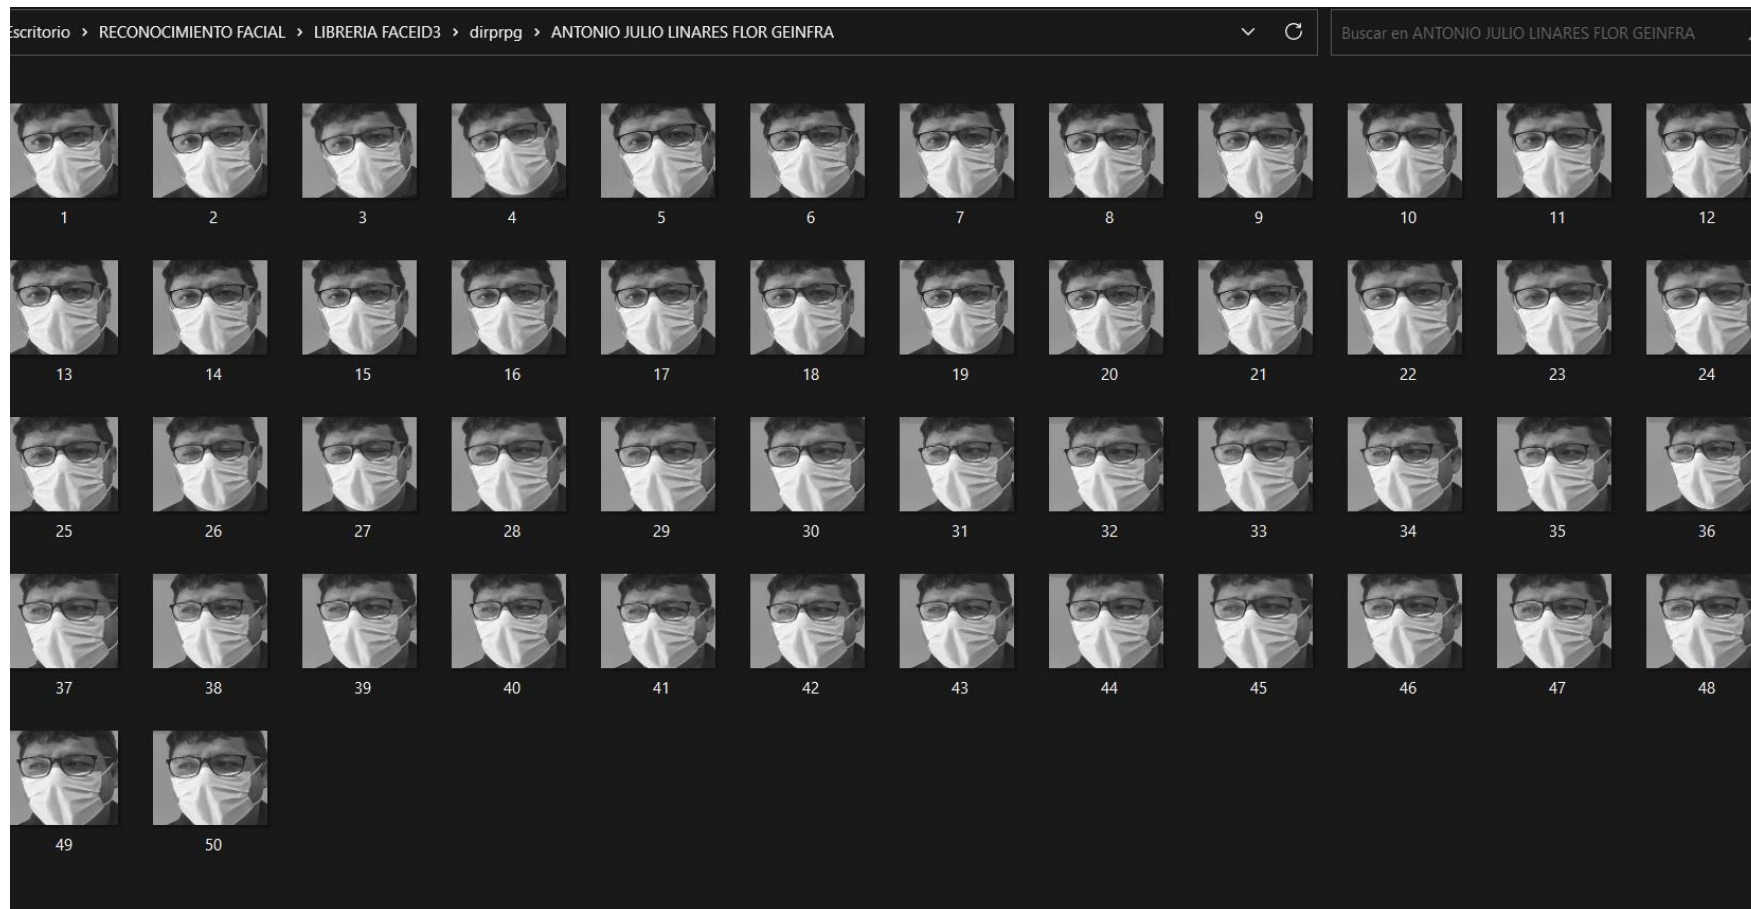 Escritorio > RECONOCIMIENTO FACIAL > LIBRERIA FACEID3 > dirprpg > ANTONIO JULIO LINARES FLOR GEINFRA Buscar en ANTONIO JULIO LINARES FLOR GEINFRA
1 2 3 4 5 6 7 8 9 10 11 12
13 14 15 16 17 18 19 20 21 22 23 24
25 26 27 28 29 30 31 32 33 34 35 36
37 38 39 40 41 42 43 44 45 46 47 48
49 50